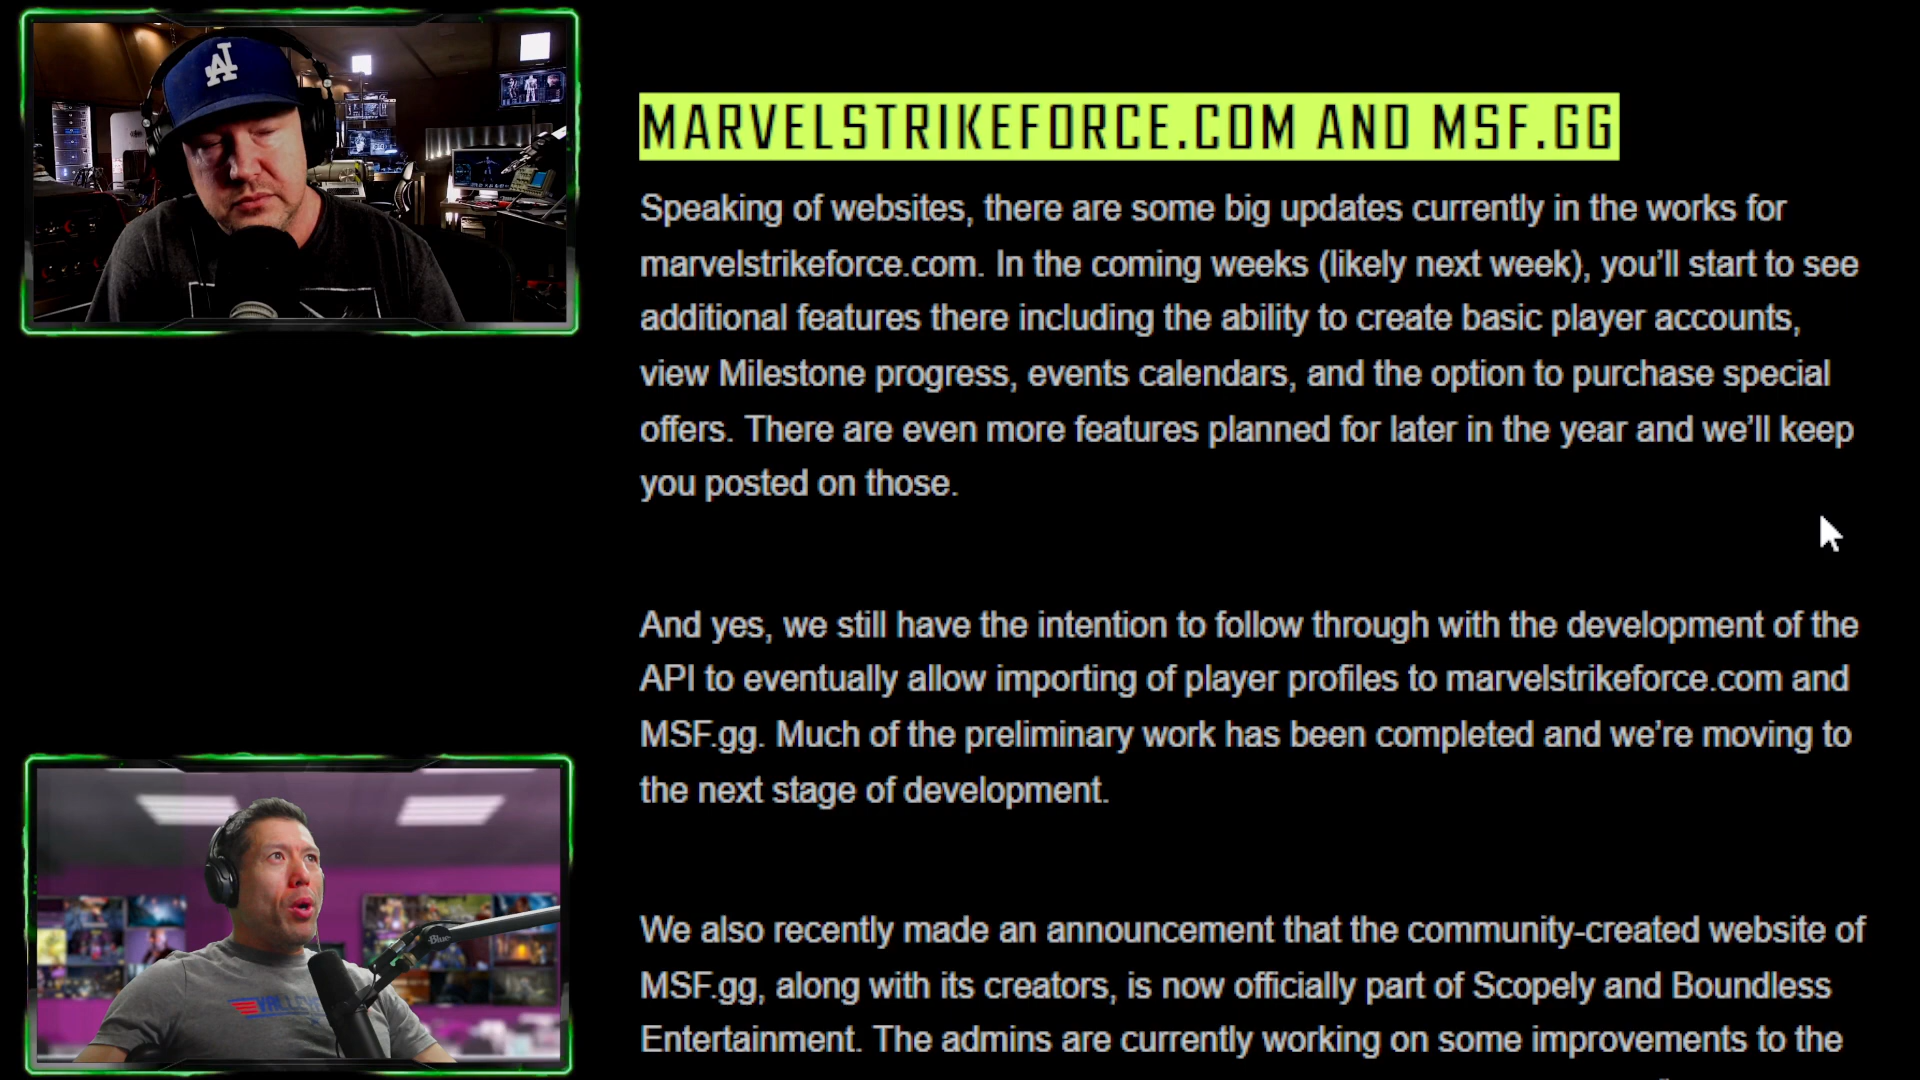 MARVELSTRIKEFORCE.COM AND MSF.GG
Speaking of websites, there are some big updates currently in the works for
marvelstrikeforce.com. In the coming weeks (likely next week), you’ll start to see
additional features there including the ability to create basic player accounts,
view Milestone progress, events calendars, and the option to purchase special
offers. There are even more features planned for later in the year and we’ll keep
you posted on those.
And yes, we still have the intention to follow through with the development of the
API to eventually allow importing of player profiles to marvelstrikeforce.com and
MSF.gg. Much of the preliminary work has been completed and we’re moving to
the next stage of development.
We also recently made an announcement that the community-created website of
MSF.gg, along with its creators, is now officially part of Scopely and Boundless
Entertainment. The admins are currently working on some improvements to the
Blue